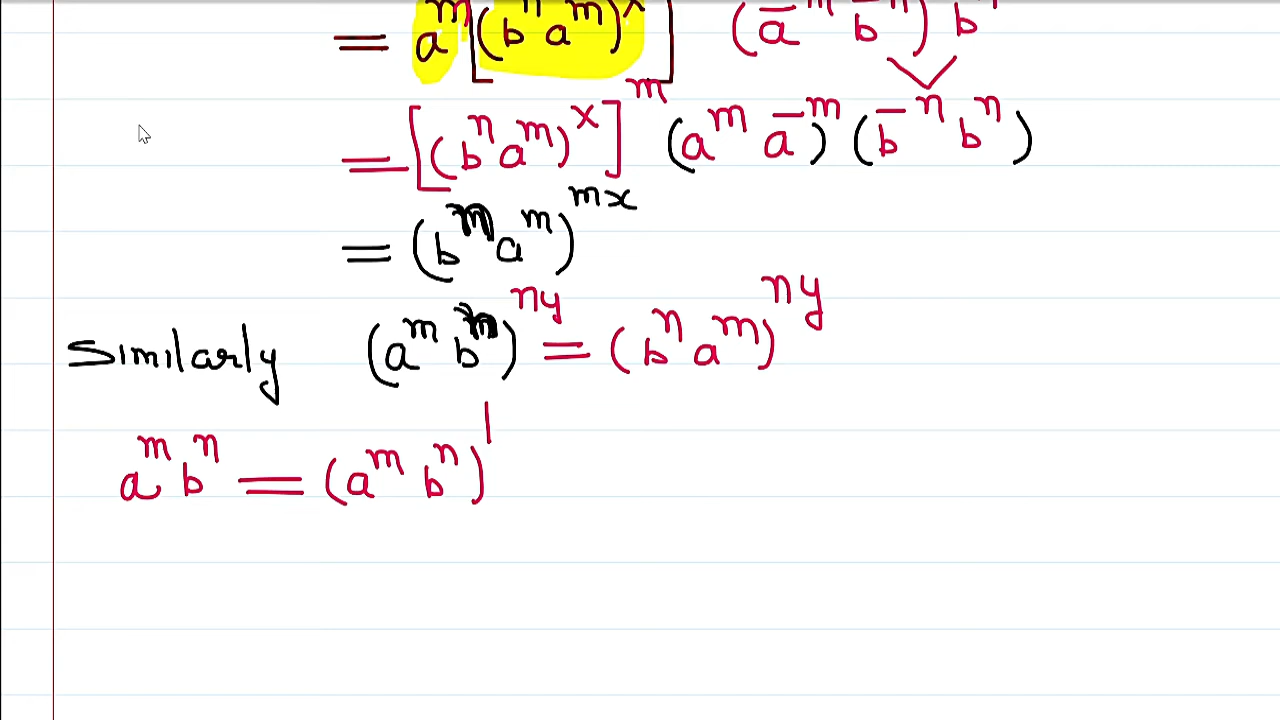 = a^m [(b^n a^m)^x] (a^-m b^-n) b^n
= [(b^n a^m)^x]^m (a^m a^-m) (b^-n b^n)
= (b^n a^m)^mx
Similarly (a^m b^n)^ny = (b^n a^m)^ny
a^m b^n = (a^m b^n)^1